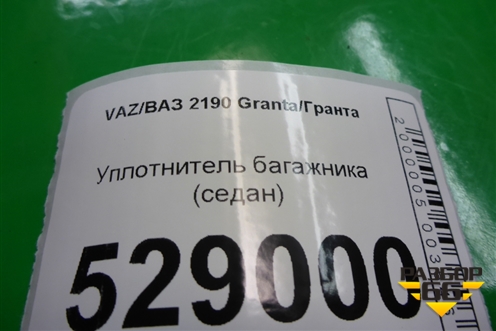 VAZ/ВАЗ 2190 Granta/Гранта
Уплотнитель багажника
(седан)
529000
РАЗБОР
66